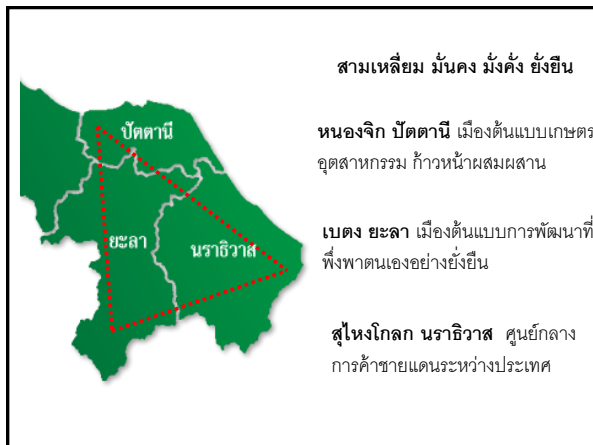 ปัตตานี
ยะลา
นราธิวาส
สามเหลี่ยม มั่นคง มั่งคั่ง ยั่งยืน
หนองจิก ปัตตานี เมืองต้นแบบเกษตร
อุตสาหกรรม ก้าวหน้าผสมผสาน
เบตง ยะลา เมืองต้นแบบการพัฒนาที่
พึ่งพาตนเองอย่างยั่งยืน
สุไหงโกลก นราธิวาส ศูนย์กลาง
การค้าชายแดนระหว่างประเทศ